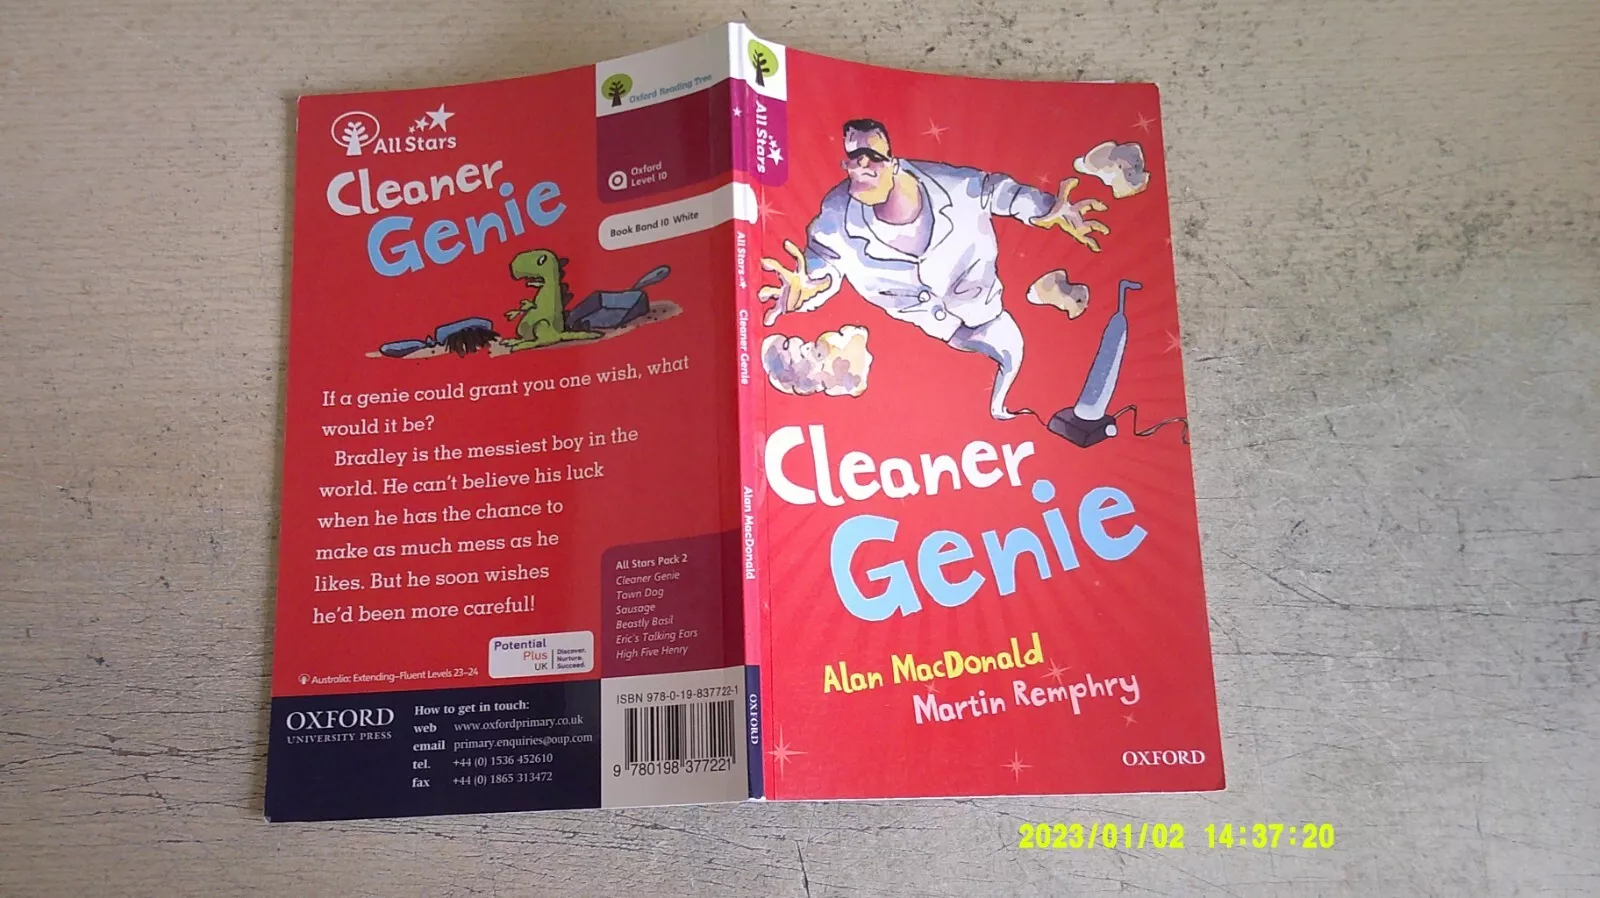 All Stars
Cleaner
Genie
Oxford Reading Tree
Oxford
Level 10
Book Band 10 White
If a genie could grant you one wish, what
would it be?
Bradley is the messiest boy in the
world. He can't believe his luck
when he has the chance to
make as much mess as he
likes. But he soon wishes
he'd been more careful!
Potential
Plus
UK
Discover.
Nurture.
Succeed.
Australia: Extending–Fluent Levels 23–24
All Stars Pack 2
Cleaner Genie
Town Dog
Sausage
Beastly Basil
Eric's Talking Ears
High Five Henry
OXFORD
UNIVERSITY PRESS
How to get in touch:
web www.oxfordprimary.co.uk
email primary.enquiries@oup.com
tel. +44 (0) 1536 452610
fax +44 (0) 1865 313472
ISBN 978-0-19-837722-1
9 780198 377221
All Stars Cleaner Genie Alan MacDonald OXFORD
All Stars
Cleaner
Genie
Alan MacDonald
Martin Remphry
OXFORD
2023/01/02 14:37:20